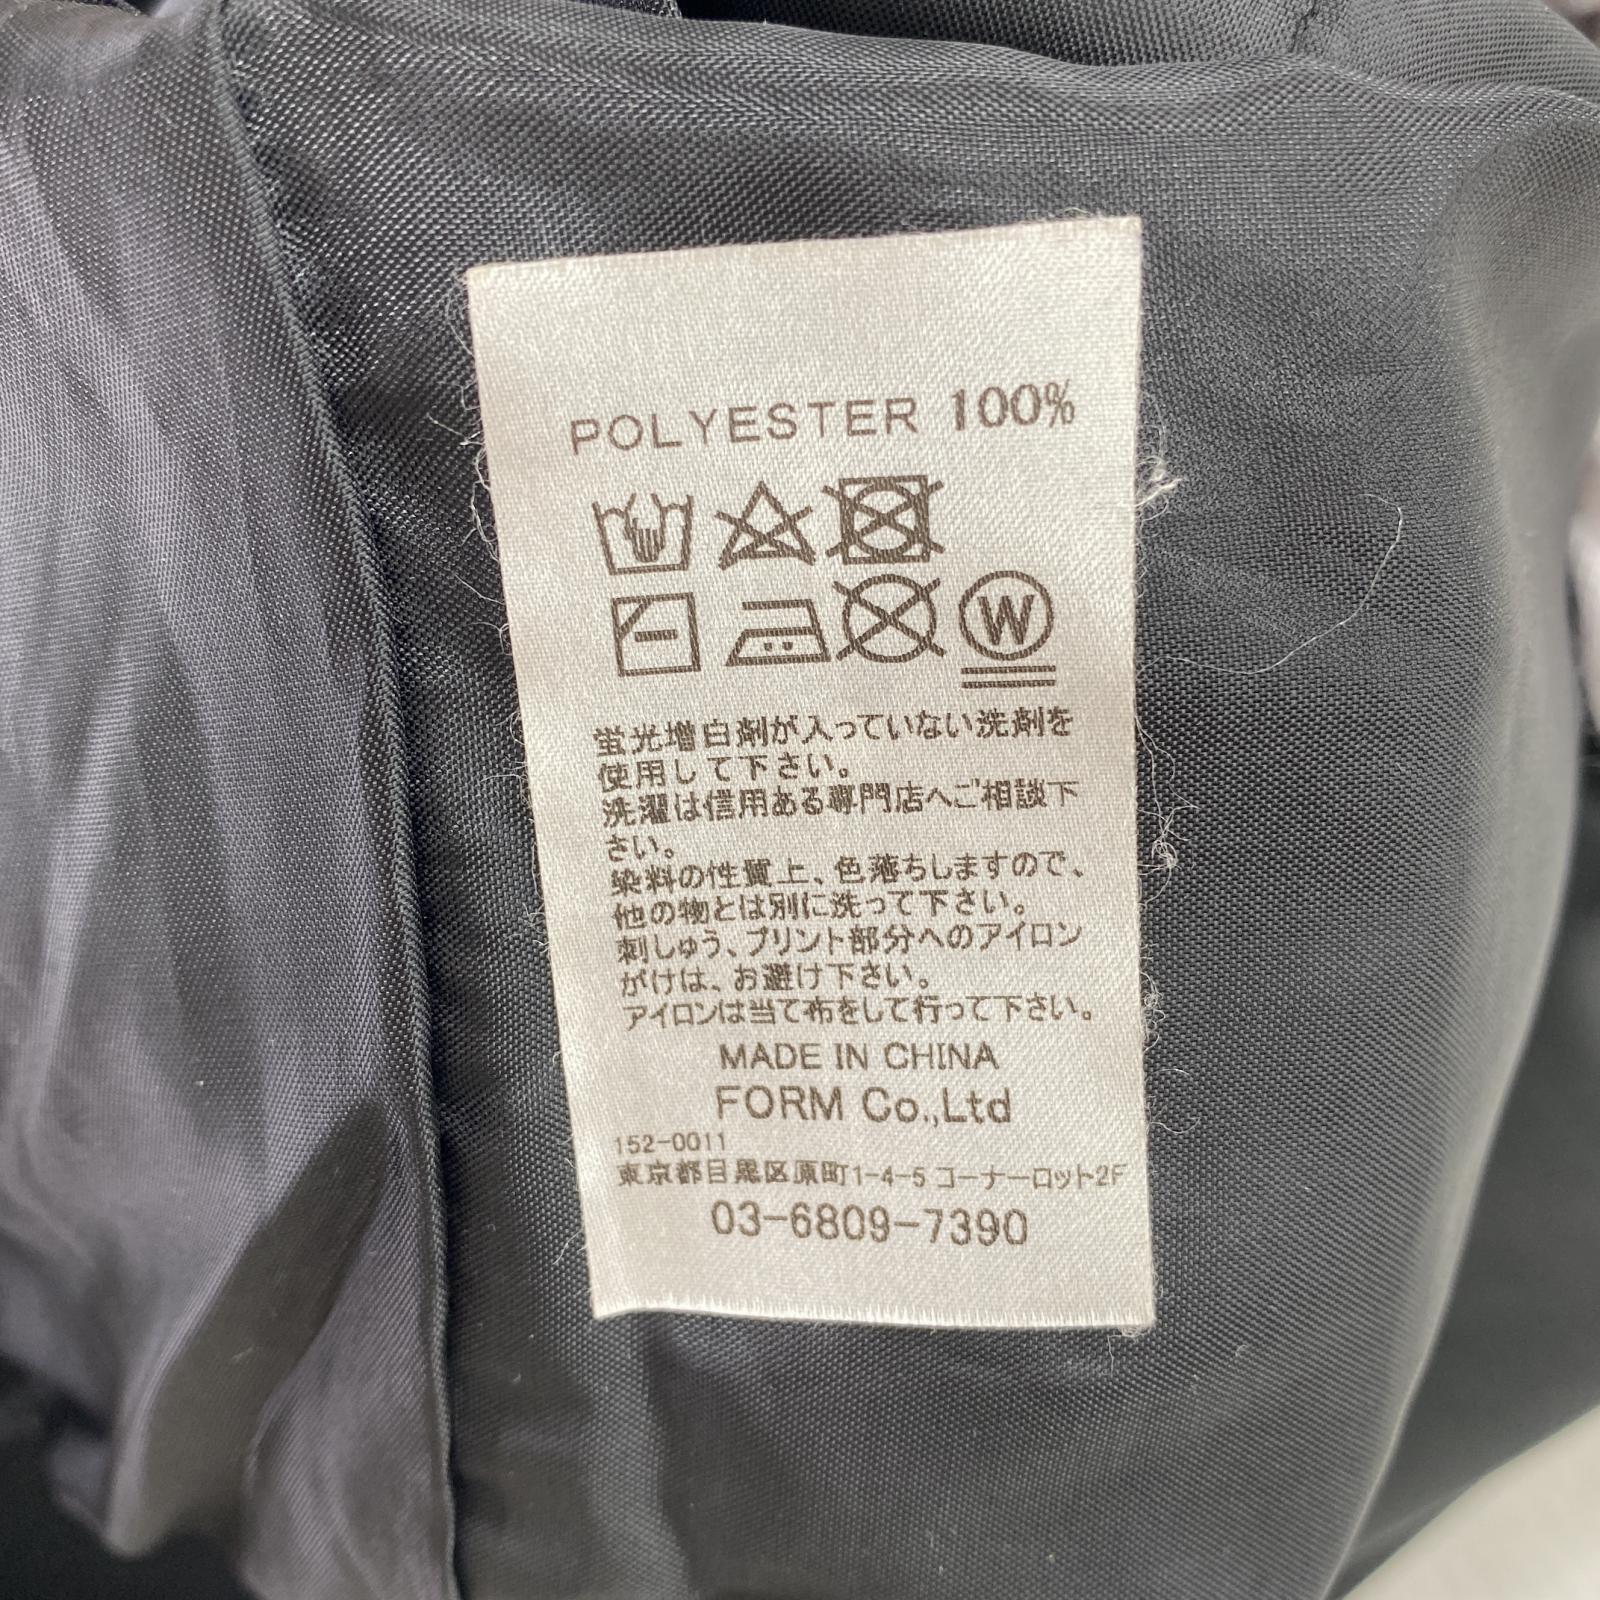 POLYESTER 100%
W
蛍光増白剤が入っていない洗剤を
使用して下さい。
洗濯は信用ある専門店へご相談下
さい。
染料の性質上、色落ちしますので、
他の物とは別に洗って下さい。
刺しゅう、プリント部分へのアイロン
がけは、お避け下さい。
アイロンは当て布をして行って下さい。
MADE IN CHINA
FORM Co.,Ltd
152-0011
東京都目黒区原町1-4-5 コーナーロット2F
03-6809-7390